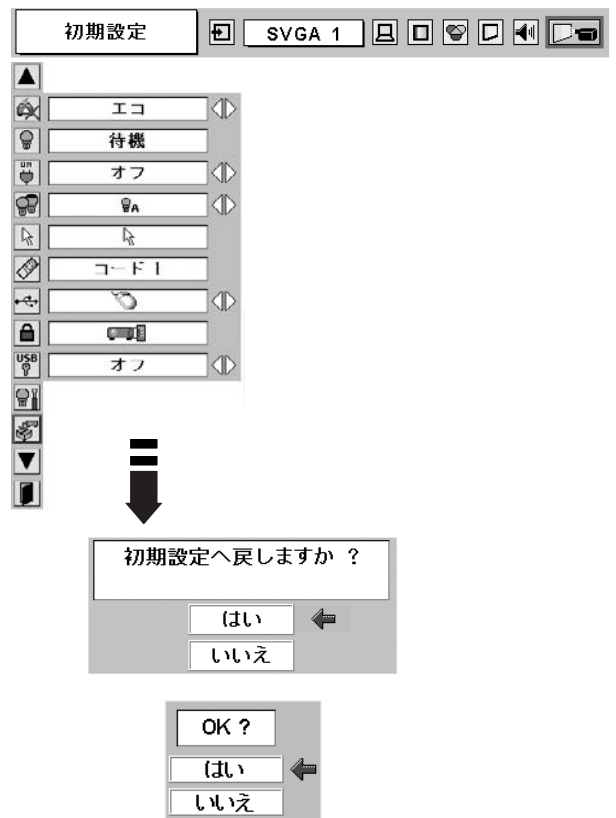 初期設定 SVGA 1
エコ
待機
ON オフ
A
コード 1
USB オフ
初期設定へ戻しますか ?
はい
いいえ
OK ?
はい
いいえ